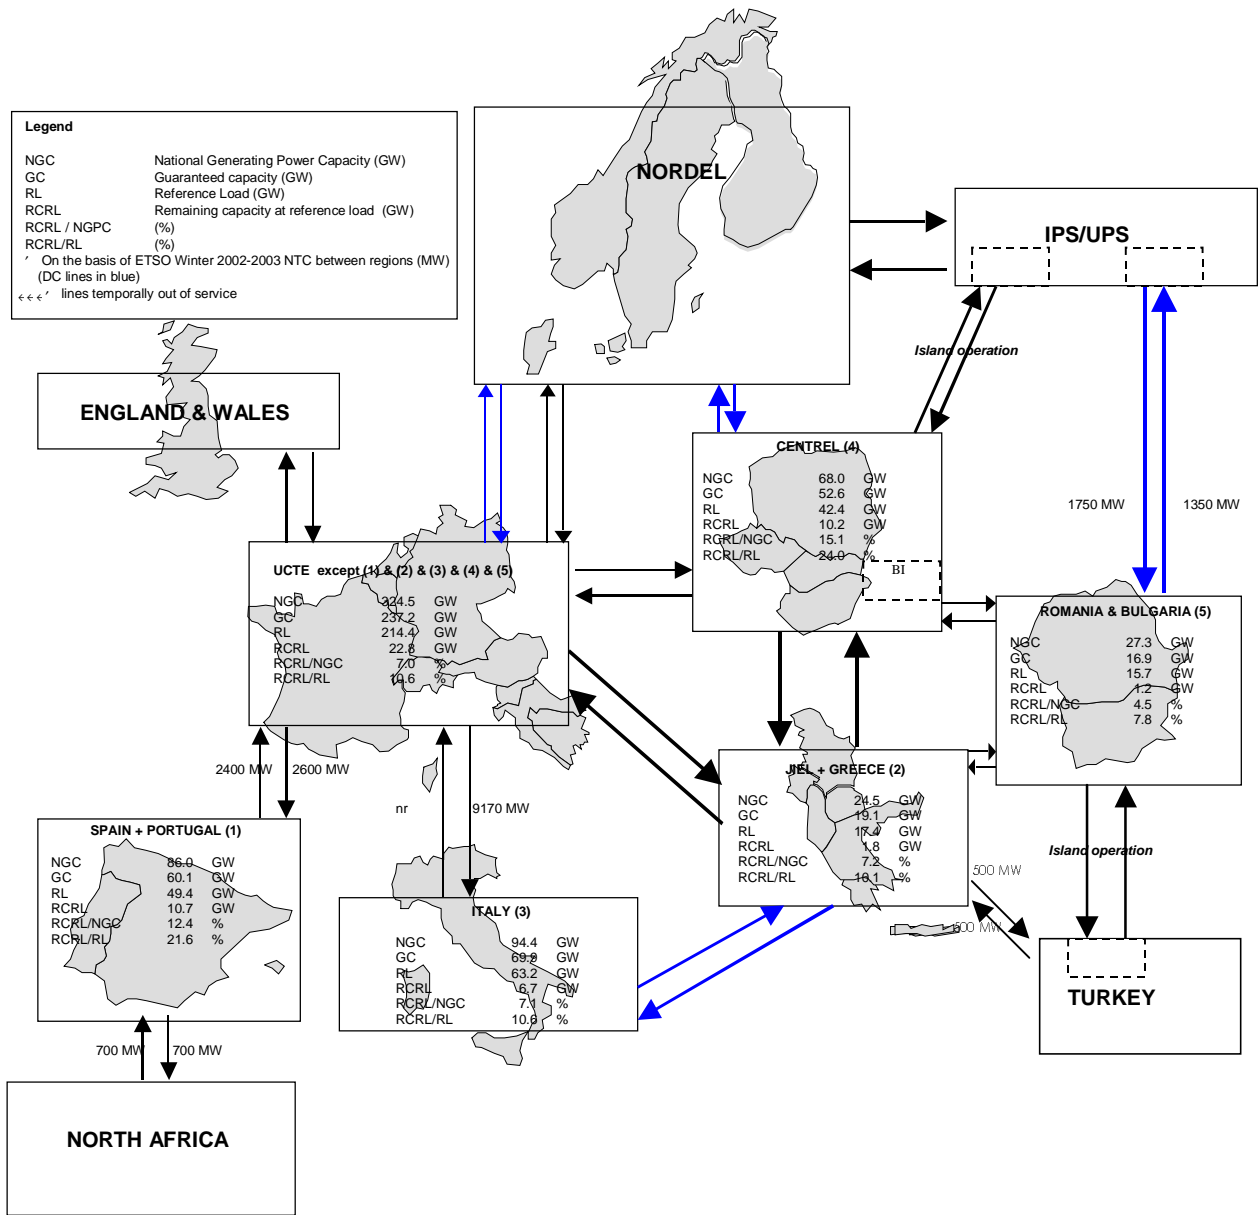 Legend
NGC National Generating Power Capacity (GW)
GC Guaranteed capacity (GW)
RL Reference Load (GW)
RCRL Remaining capacity at reference load (GW)
RCRL / NGPC (%)
RCRL/RL (%)
′ On the basis of ETSO Winter 2002-2003 NTC between regions (MW)
(DC lines in blue)
←←←′ lines temporally out of service
NORDEL
IPS/UPS
Island operation
ENGLAND & WALES
CENTREL (4)
NGC 68.0 GW
GC 52.6 GW
RL 42.4 GW
RCRL 10.2 GW
RCRL/NGC 15.1 %
RCRL/RL 24.0 %
BI
1750 MW 1350 MW
UCTE except (1) & (2) & (3) & (4) & (5)
NGC 324.5 GW
GC 237.2 GW
RL 214.4 GW
RCRL 22.8 GW
RCRL/NGC 7.0 %
RCRL/RL 10.6 %
ROMANIA & BULGARIA (5)
NGC 27.3 GW
GC 16.9 GW
RL 15.7 GW
RCRL 1.2 GW
RCRL/NGC 4.5 %
RCRL/RL 7.8 %
2400 MW 2600 MW
nr 9170 MW
JIEL + GREECE (2)
NGC 24.5 GW
GC 19.1 GW
RL 17.4 GW
RCRL 1.8 GW
RCRL/NGC 7.2 %
RCRL/RL 10.1 %
Island operation
500 MW
500 MW
SPAIN + PORTUGAL (1)
NGC 86.0 GW
GC 60.1 GW
RL 49.4 GW
RCRL 10.7 GW
RCRL/NGC 12.4 %
RCRL/RL 21.6 %
ITALY (3)
NGC 94.4 GW
GC 69.9 GW
RL 63.2 GW
RCRL 6.7 GW
RCRL/NGC 7.1 %
RCRL/RL 10.6 %
TURKEY
700 MW 700 MW
NORTH AFRICA